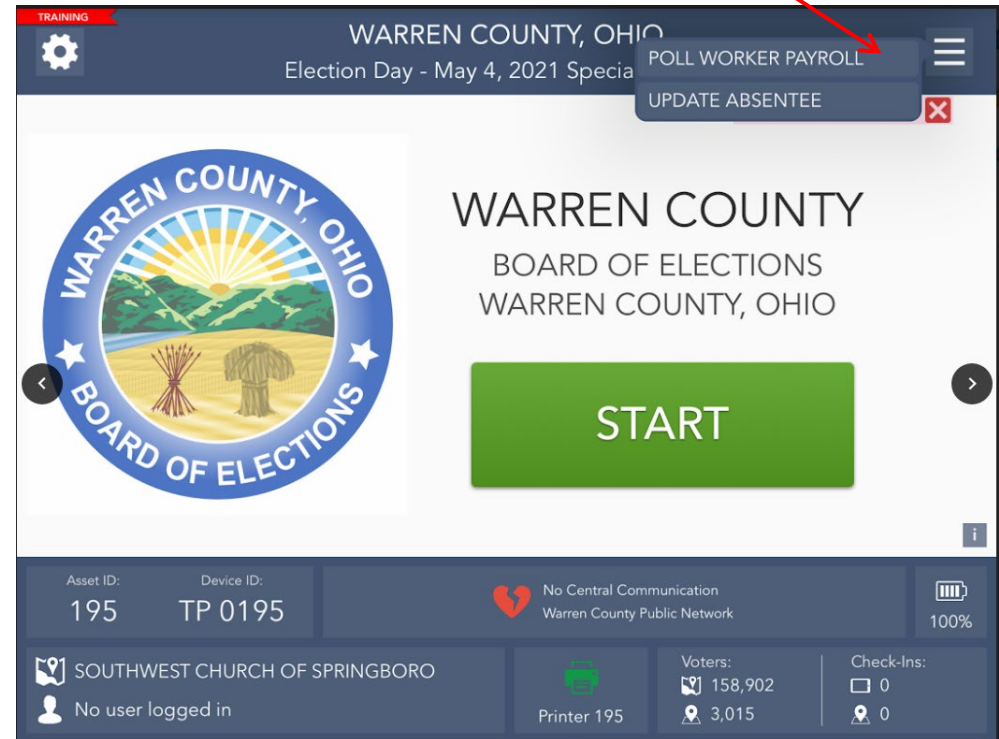 TRAINING
WARREN COUNTY, OHIO
Election Day - May 4, 2021 Specia
POLL WORKER PAYROLL
UPDATE ABSENTEE
WARREN COUNTY, OHIO
BOARD OF ELECTIONS
WARREN COUNTY
BOARD OF ELECTIONS
WARREN COUNTY, OHIO
START
i
Asset ID:
195
Device ID:
TP 0195
No Central Communication
Warren County Public Network
100%
SOUTHWEST CHURCH OF SPRINGBORO
No user logged in
Printer 195
Voters:
158,902
3,015
Check-Ins:
0
0